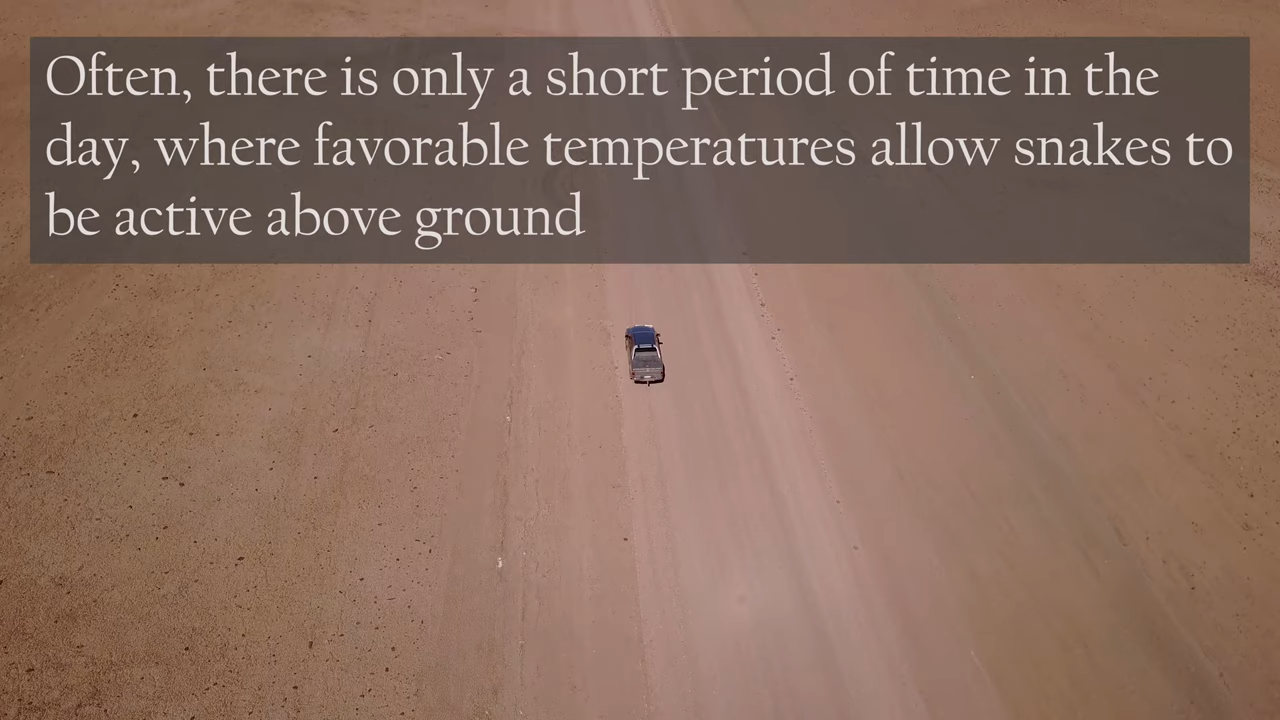 Often, there is only a short period of time in the
day, where favorable temperatures allow snakes to
be active above ground